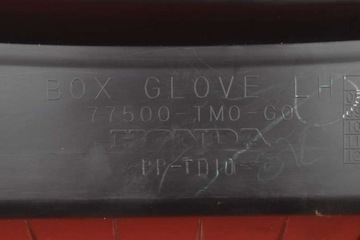 BOX GLOVE LH
77500-TM0-G0
HONDA
PP-TD10